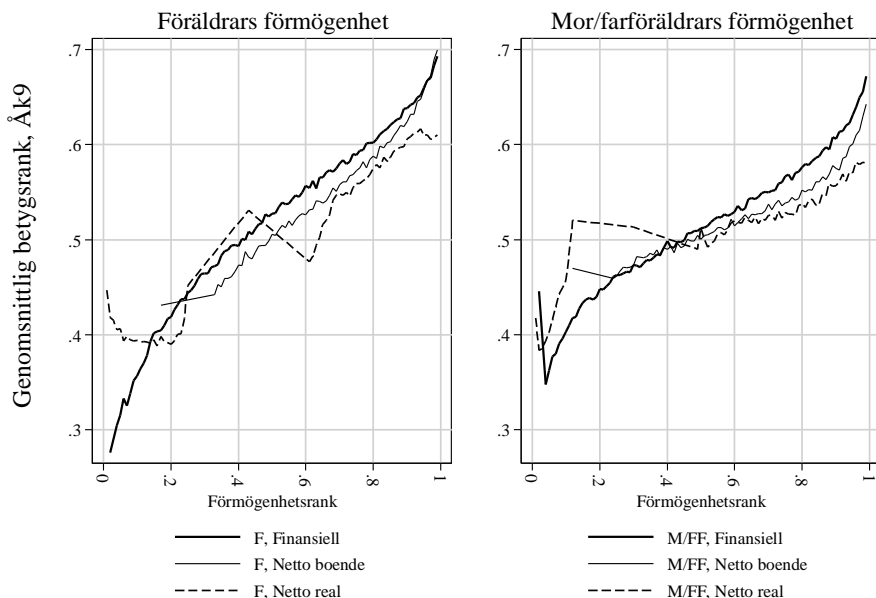 Föräldrars förmögenhet
Mor/farföräldrars förmögenhet
Genomsnittlig betygsrank, Åk9
.7
.6
.5
.4
.3
0
.2
.4
.6
.8
1
Förmögenhetsrank
.7
.6
.5
.4
.3
0
.2
.4
.6
.8
1
Förmögenhetsrank
F, Finansiell
F, Netto boende
F, Netto real
M/FF, Finansiell
M/FF, Netto boende
M/FF, Netto real